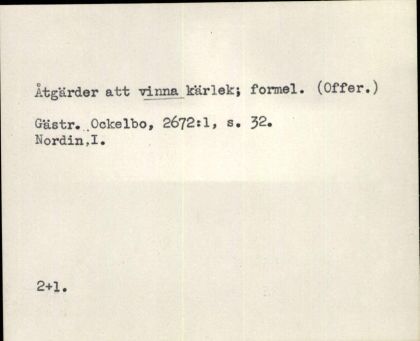 Åtgärder att vinna kärlek; formel. (Offer.)
Gästr. Ockelbo, 2672:1, s. 32.
Nordin,I.
2+1.